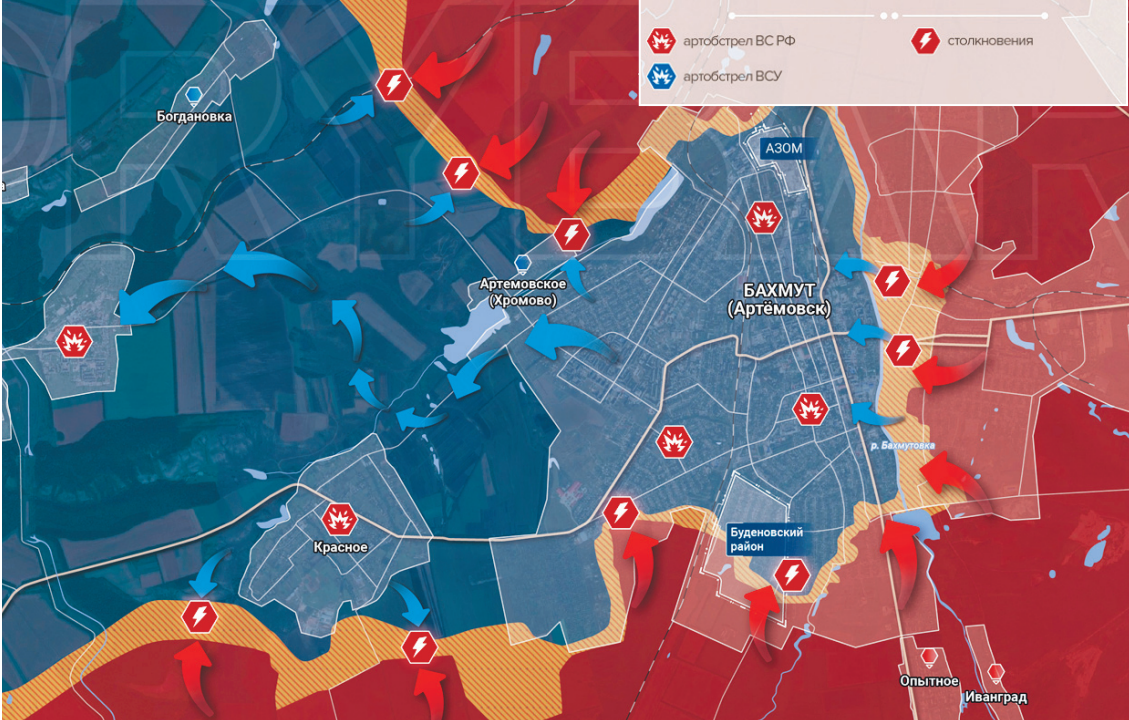 артобстрел ВС РФ
столкновения
артобстрел ВСУ
Богдановка
АЗОМ
Артемовское
(Хромово)
БАХМУТ
(Артёмовск)
р. Бахмутовка
Буденовский
район
Красное
Опытное
Иванград